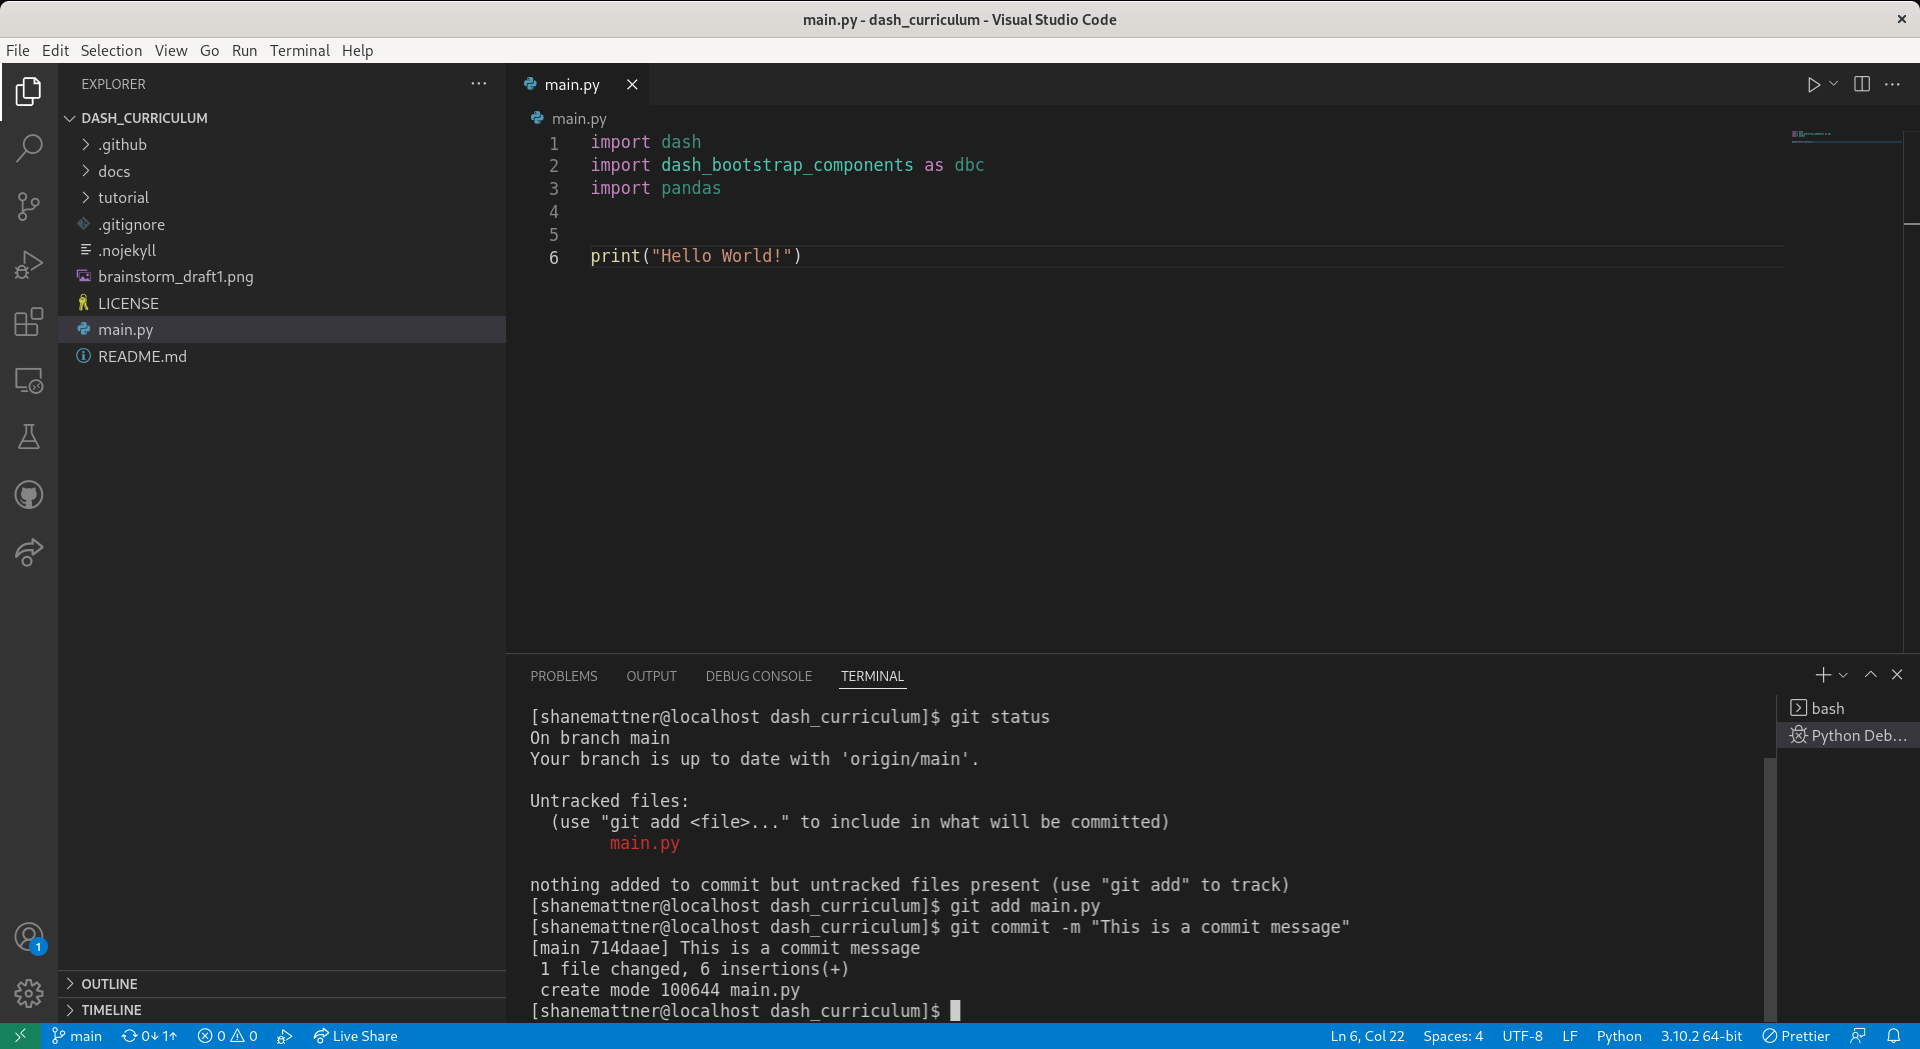 main.py - dash_curriculum - Visual Studio Code
File Edit Selection View Go Run Terminal Help
EXPLORER
DASH_CURRICULUM
.github
docs
tutorial
.gitignore
.nojekyll
brainstorm_draft1.png
LICENSE
main.py
README.md
OUTLINE
TIMELINE
1
main.py
main.py
1 import dash
2 import dash_bootstrap_components as dbc
3 import pandas
4
5
6 print("Hello World!")
PROBLEMS OUTPUT DEBUG CONSOLE TERMINAL
[shanemattner@localhost dash_curriculum]$ git status
On branch main
Your branch is up to date with 'origin/main'.
Untracked files:
(use "git add <file>..." to include in what will be committed)
main.py
nothing added to commit but untracked files present (use "git add" to track)
[shanemattner@localhost dash_curriculum]$ git add main.py
[shanemattner@localhost dash_curriculum]$ git commit -m "This is a commit message"
[main 714daae] This is a commit message
1 file changed, 6 insertions(+)
create mode 100644 main.py
[shanemattner@localhost dash_curriculum]$
bash
Python Deb...
main 0↓ 1↑ 0 0 Live Share Ln 6, Col 22 Spaces: 4 UTF-8 LF Python 3.10.2 64-bit Prettier